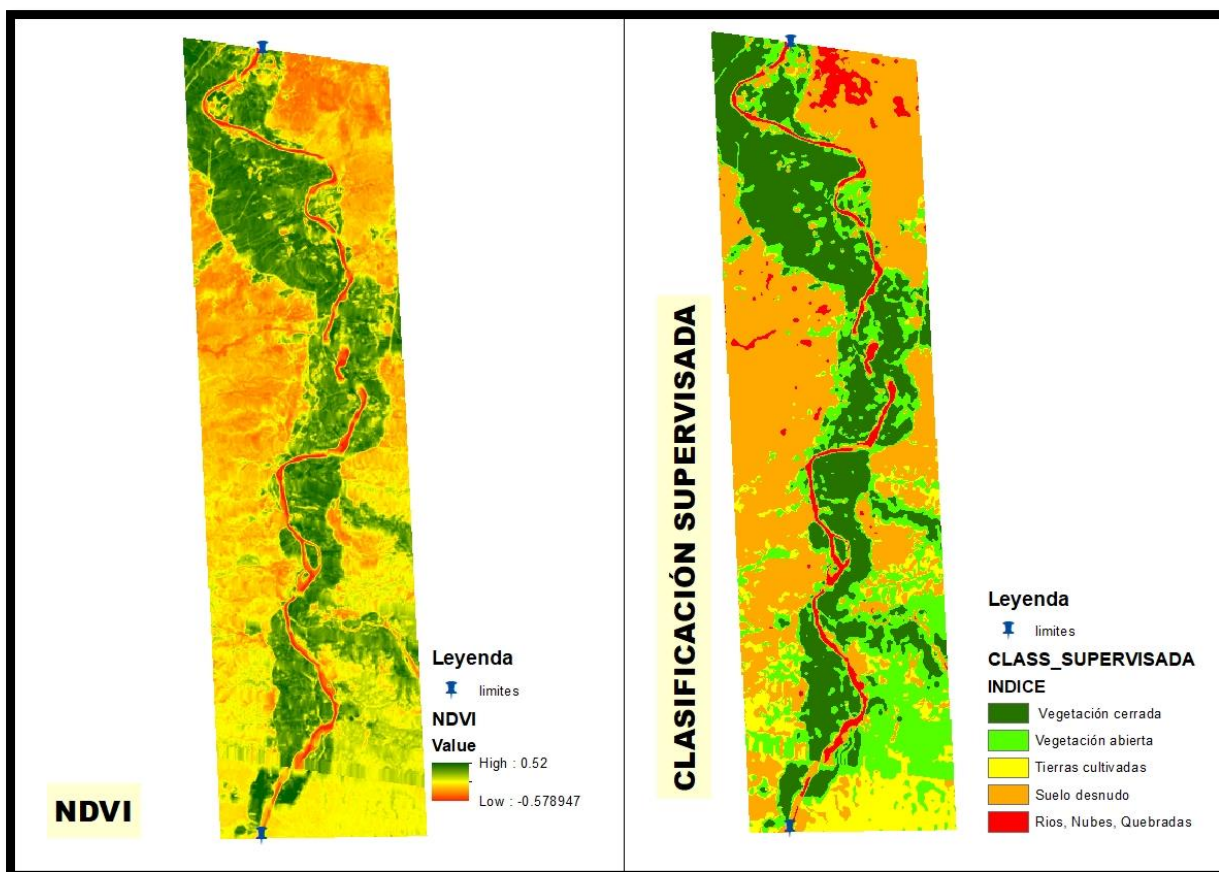 NDVI
Leyenda
limites
NDVI
Value
High : 0.52
Low : -0.578947
CLASIFICACIÓN SUPERVISADA
Leyenda
limites
CLASS_SUPERVISADA
INDICE
Vegetación cerrada
Vegetación abierta
Tierras cultivadas
Suelo desnudo
Rios, Nubes, Quebradas